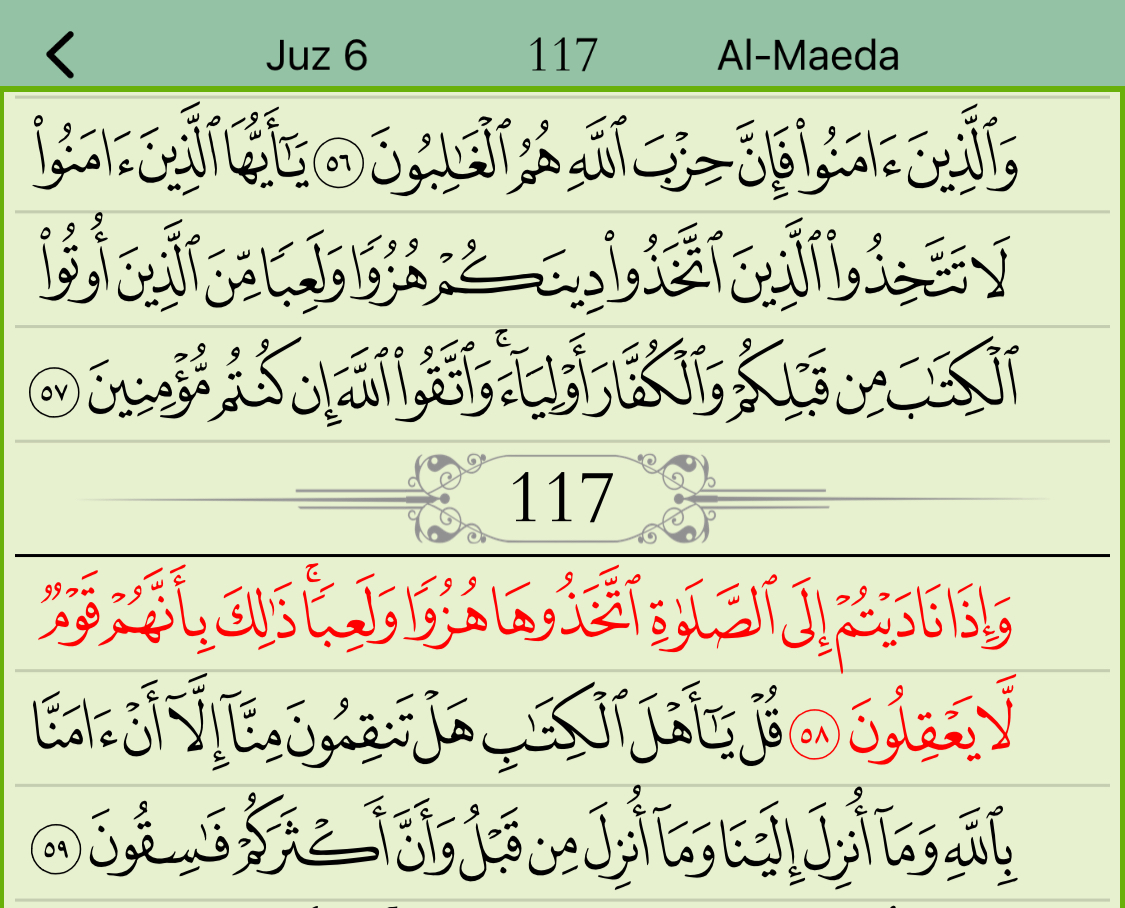 Juz 6 117 Al-Maeda
وَٱلَّذِينَ ءَامَنُوا۟ فَإِنَّ حِزْبَ ٱللَّهِ هُمُ ٱلْغَـٰلِبُونَ ٥٦ يَـٰٓأَيُّهَا ٱلَّذِينَ ءَامَنُوا۟
لَا تَتَّخِذُوا۟ ٱلَّذِينَ ٱتَّخَذُوا۟ دِينَكُمْ هُزُوًا وَلَعِبًا مِّنَ ٱلَّذِينَ أُوتُوا۟
ٱلْكِتَـٰبَ مِن قَبْلِكُمْ وَٱلْكُفَّارَ أَوْلِيَآءَ ۚ وَٱتَّقُوا۟ ٱللَّهَ إِن كُنتُم مُّؤْمِنِينَ ٥٧
117
وَإِذَا نَادَيْتُمْ إِلَى ٱلصَّلَوٰةِ ٱتَّخَذُوهَا هُزُوًا وَلَعِبًا ۚ ذَٰلِكَ بِأَنَّهُمْ قَوْمٌ
لَّا يَعْقِلُونَ ٥٨ قُلْ يَـٰٓأَهْلَ ٱلْكِتَـٰبِ هَلْ تَنقِمُونَ مِنَّآ إِلَّآ أَنْ ءَامَنَّا
بِٱللَّهِ وَمَآ أُنزِلَ إِلَيْنَا وَمَآ أُنزِلَ مِن قَبْلُ وَأَنَّ أَكْثَرَكُمْ فَـٰسِقُونَ ٥٩